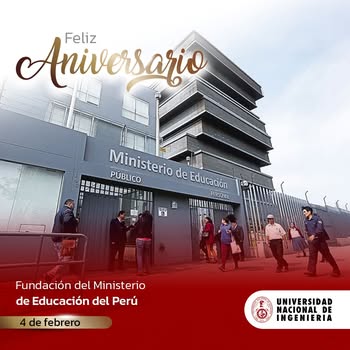 Feliz
Aniversario
Ministerio de Educación
PÚBLICO
Fundación del Ministerio
de Educación del Perú
4 de febrero
UNIVERSIDAD
NACIONAL DE
INGENIERÍA